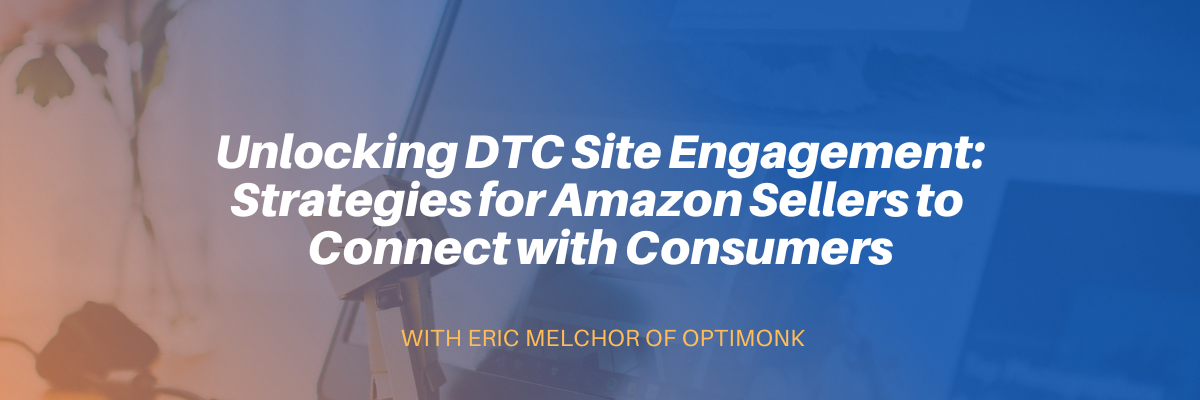 Unlocking DTC Site Engagement:
Strategies for Amazon Sellers to
Connect with Consumers
WITH ERIC MELCHOR OF OPTIMONK